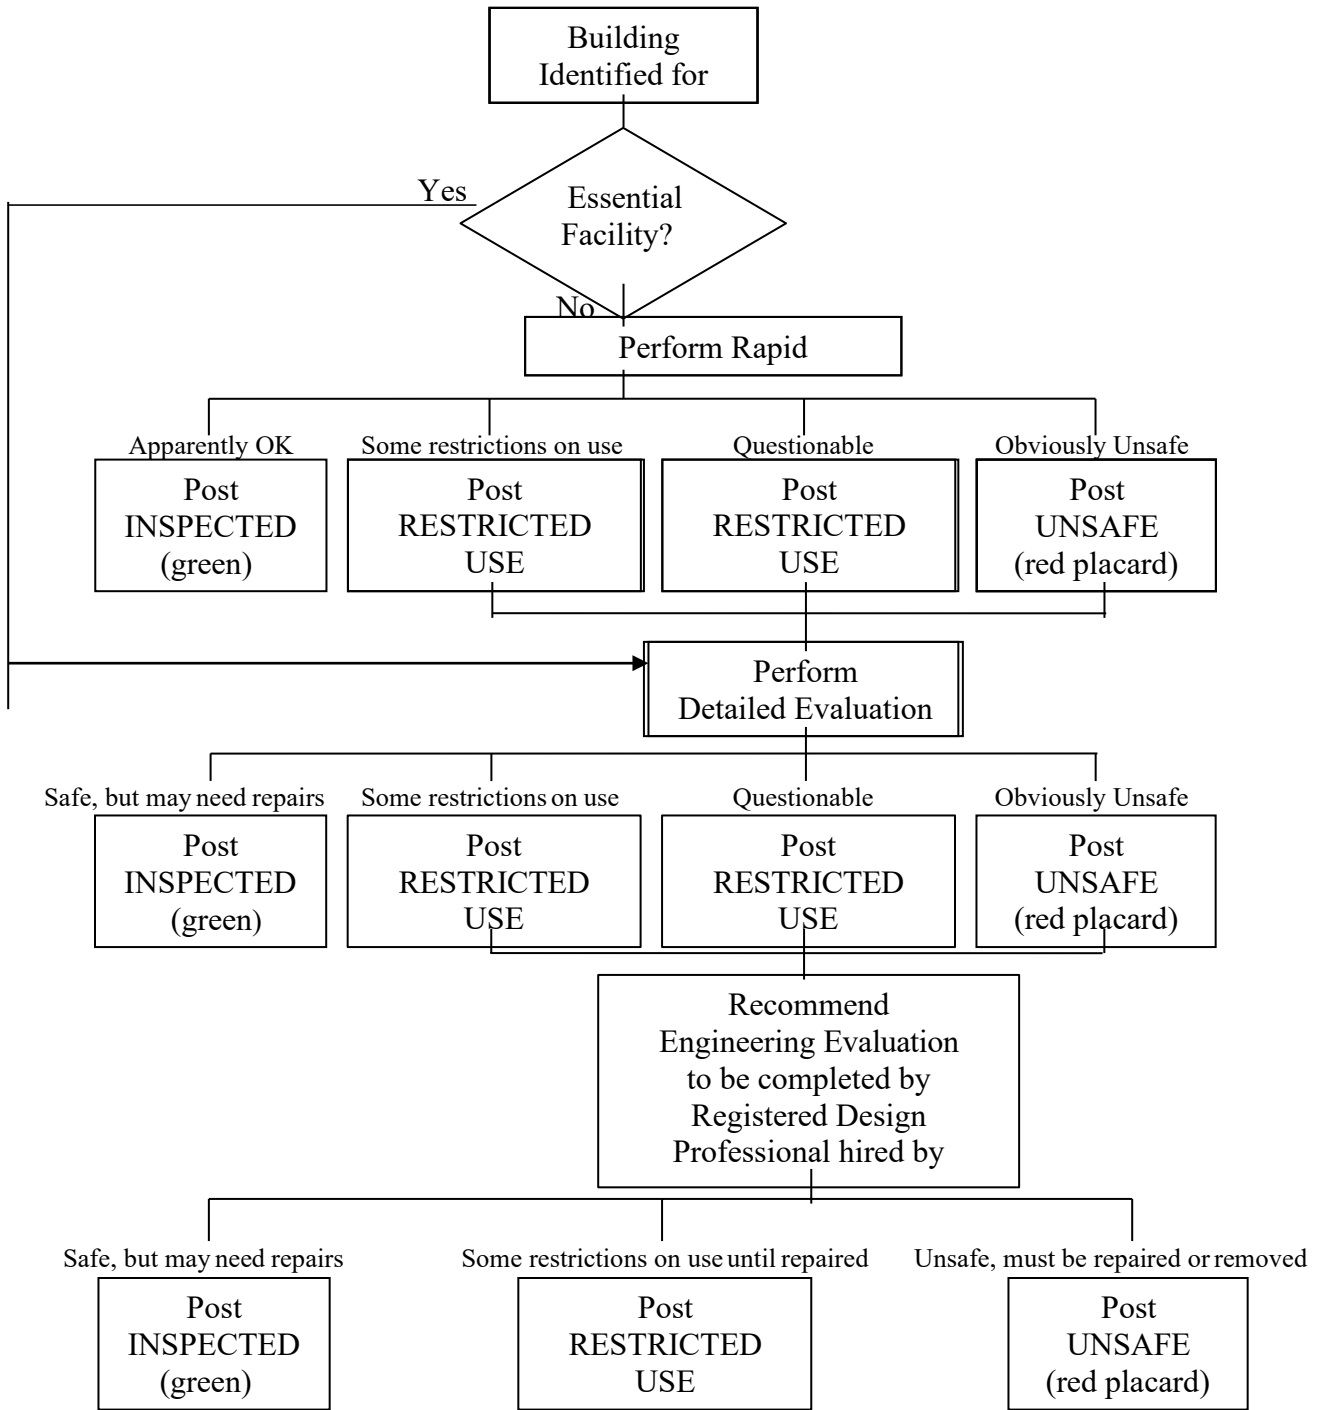 Building
Identified for
Yes
Essential
Facility?
No
Perform Rapid
Apparently OK
Some restrictions on use
Questionable
Obviously Unsafe
Post
INSPECTED
(green)
Post
RESTRICTED
USE
Post
RESTRICTED
USE
Post
UNSAFE
(red placard)
Perform
Detailed Evaluation
Safe, but may need repairs
Some restrictions on use
Questionable
Obviously Unsafe
Post
INSPECTED
(green)
Post
RESTRICTED
USE
Post
RESTRICTED
USE
Post
UNSAFE
(red placard)
Recommend
Engineering Evaluation
to be completed by
Registered Design
Professional hired by
Safe, but may need repairs
Some restrictions on use until repaired
Unsafe, must be repaired or removed
Post
INSPECTED
(green)
Post
RESTRICTED
USE
Post
UNSAFE
(red placard)